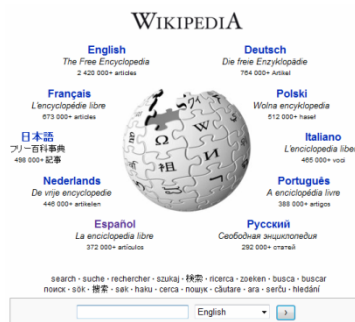 WIKIPEDIA
English
The Free Encyclopedia
2 420 000+ articles
Deutsch
Die freie Enzyklopädie
764 000+ Artikel
Français
L'encyclopédie libre
673 000+ articles
Polski
Wolna encyklopedia
512 000+ haseł
日本語
フリー百科事典
498 000+ 記事
Italiano
L'enciclopedia liber
465 000+ voci
Nederlands
De vrije encyclopedie
446 000+ artikelen
Português
A enciclopédia livre
388 000+ artigos
Español
La enciclopedia libre
372 000+ artículos
Русский
Свободная энциклопедия
292 000+ статей
Ω
W
И
祖
search · suche · rechercher · szukaj · 検索 · ricerca · zoeken · busca · buscar
поиск · sök · 搜索 · søk · haku · cerca · пошук · căutare · ara · serĉu · hledání
English